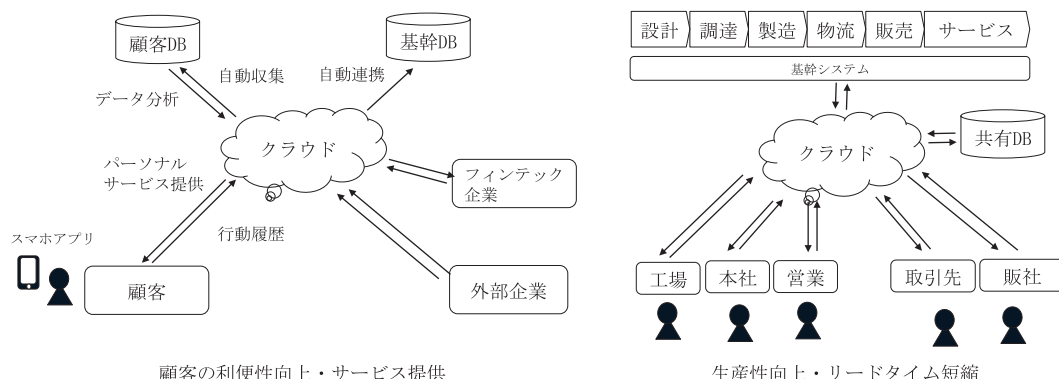 顧客DB
基幹DB
自動収集
自動連携
データ分析
クラウド
パーソナル
サービス提供
フィンテック
企業
行動履歴
スマホアプリ
顧客
外部企業
顧客の利便性向上・サービス提供
設計
調達
製造
物流
販売
サービス
基幹システム
クラウド
共有DB
工場
本社
営業
取引先
販社
生産性向上・リードタイム短縮